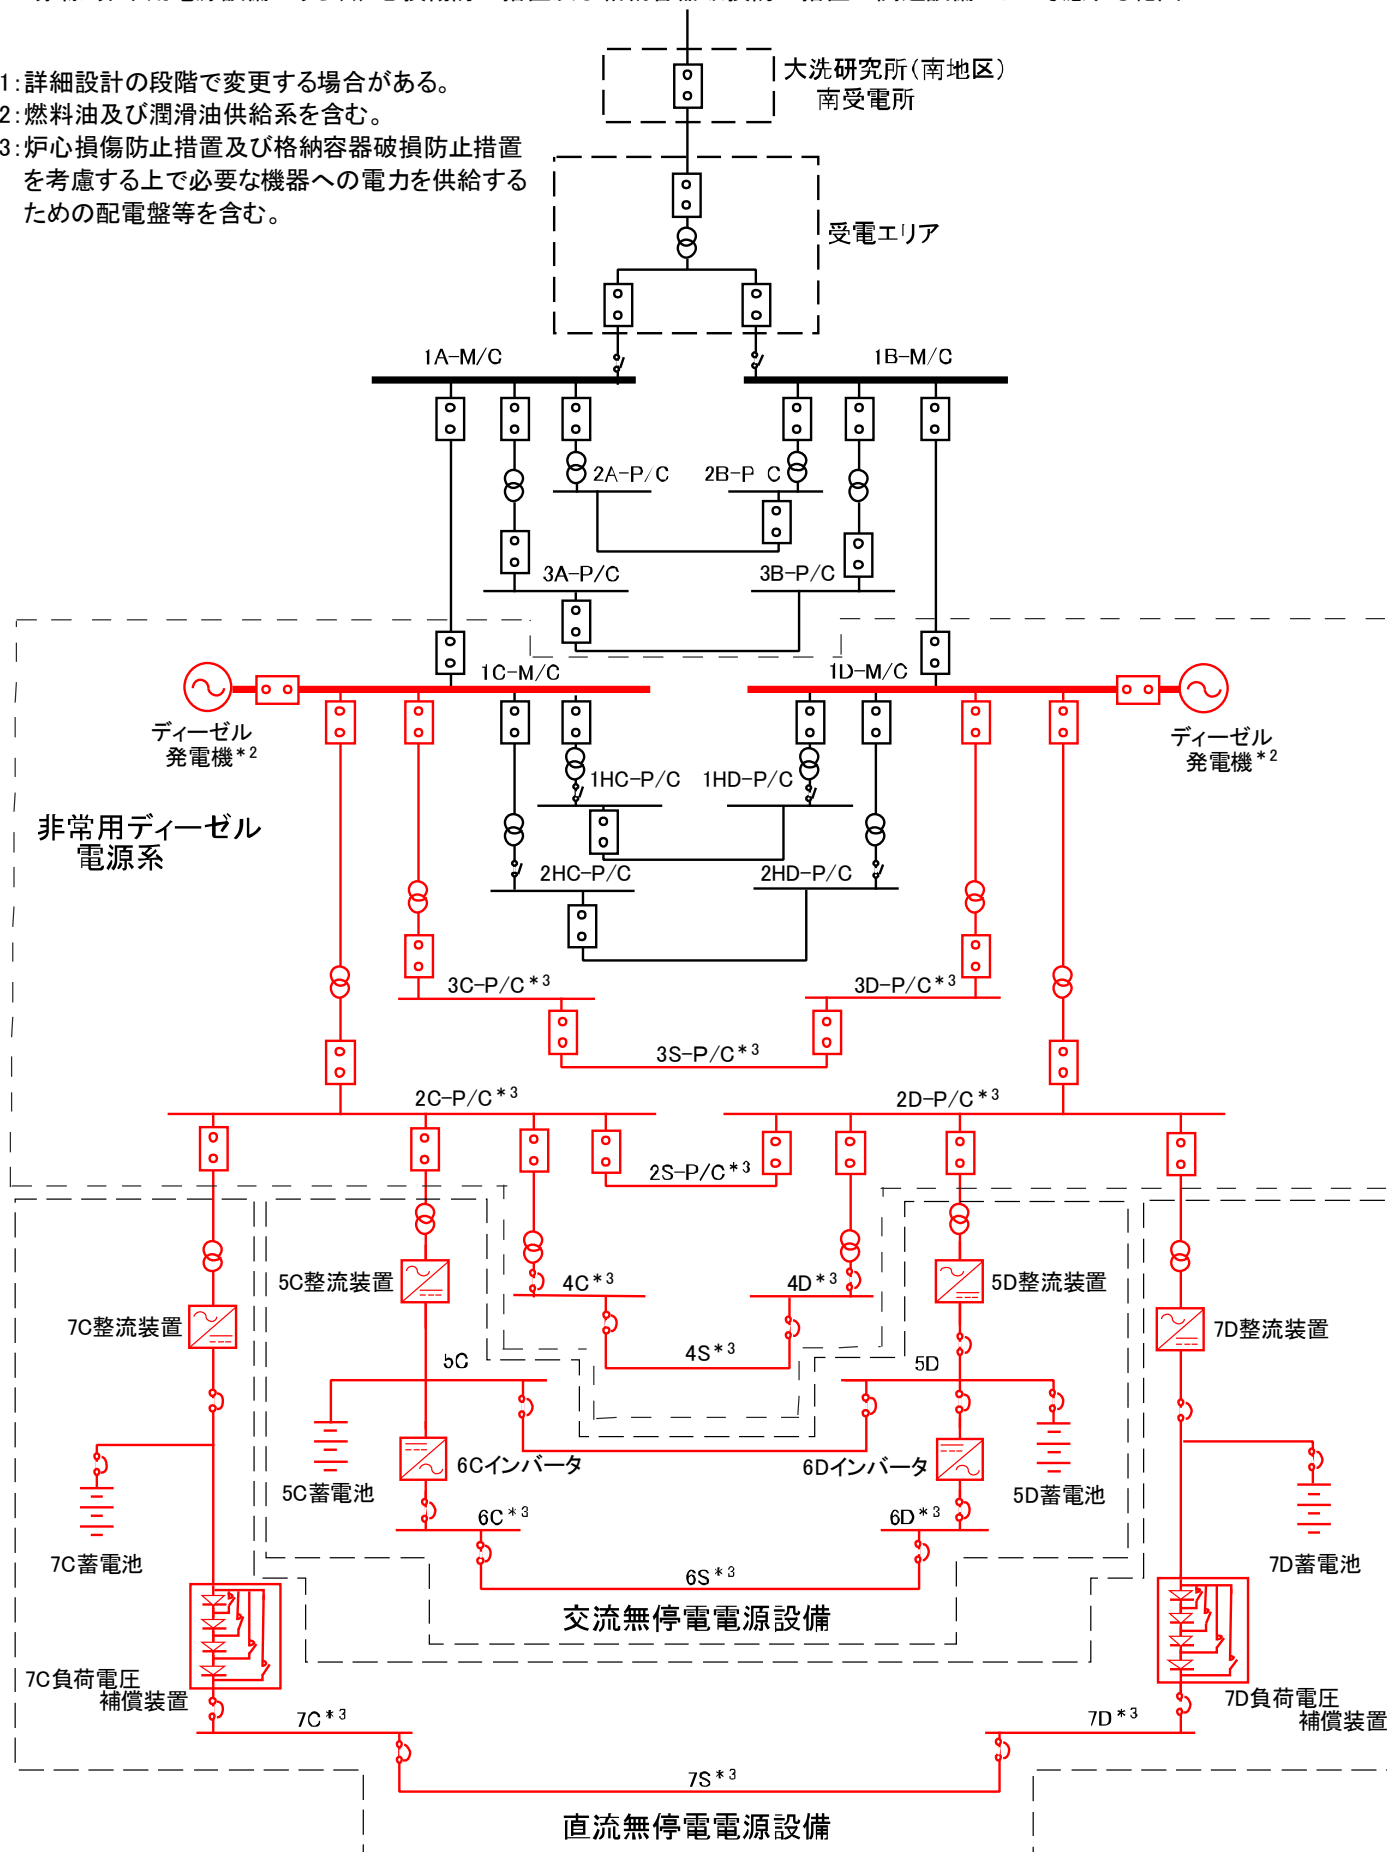 1:詳細設計の段階で変更する場合がある。
2:燃料油及び潤滑油供給系を含む。
3:炉心損傷防止措置及び格納容器破損防止措置
を考慮する上で必要な機器への電力を供給する
ための配電盤等を含む。
大洗研究所(南地区)
南受電所
受電エリア
1A-M/C
1B-M/C
2A-P/C
2B-P C
3A-P/C
3B-P/C
1C-M/C
1D-M/C
ディーゼル
発電機*2
ディーゼル
発電機*2
1HC-P/C
1HD-P/C
非常用ディーゼル
電源系
2HC-P/C
2HD-P/C
3C-P/C*3
3D-P/C*3
3S-P/C*3
2C-P/C*3
2D-P/C*3
2S-P/C*3
5C整流装置
4C*3
4D*3
5D整流装置
7C整流装置
7D整流装置
4S*3
5C
5D
6Cインバータ
6Dインバータ
5C蓄電池
5D蓄電池
6C*3
6D*3
7C蓄電池
7D蓄電池
6S*3
交流無停電電源設備
7C負荷電圧
補償装置
7D負荷電圧
補償装置
7C*3
7D*3
7S*3
直流無停電電源設備